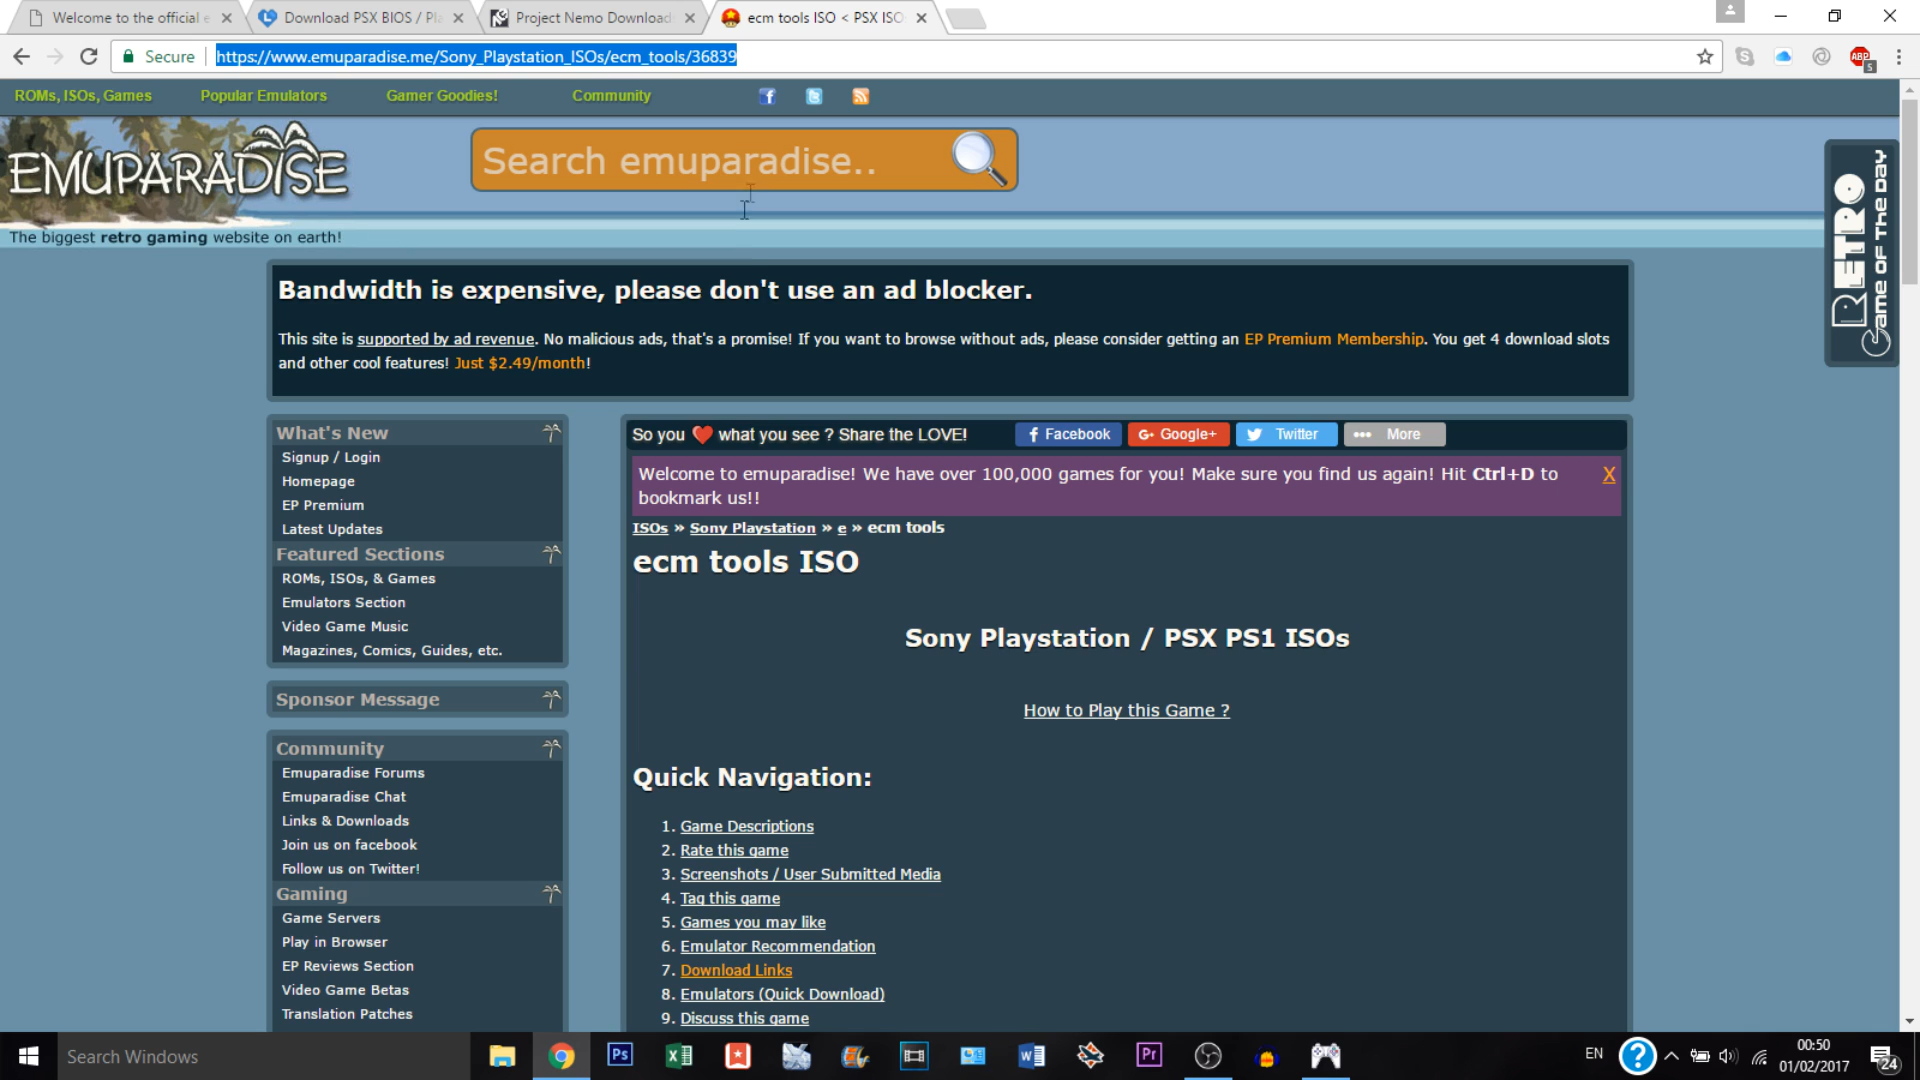 Welcome to the official e
Download PSX BIOS / Pla
Project Nemo Downloads
ecm tools ISO < PSX ISO
Secure
https://www.emuparadise.me/Sony_Playstation_ISOs/ecm_tools/36839
ABP
5
ROMs, ISOs, Games
Popular Emulators
Gamer Goodies!
Community
EMUPARADISE
Search emuparadise..
The biggest retro gaming website on earth!
RETRO
Game OF THE DAY
Bandwidth is expensive, please don't use an ad blocker.
This site is supported by ad revenue. No malicious ads, that's a promise! If you want to browse without ads, please consider getting an EP Premium Membership. You get 4 download slots
and other cool features! Just $2.49/month!
What's New
Signup / Login
Homepage
EP Premium
Latest Updates
Featured Sections
ROMs, ISOs, & Games
Emulators Section
Video Game Music
Magazines, Comics, Guides, etc.
Sponsor Message
Community
Emuparadise Forums
Emuparadise Chat
Links & Downloads
Join us on facebook
Follow us on Twitter!
Gaming
Game Servers
Play in Browser
EP Reviews Section
Video Game Betas
Translation Patches
So you ❤ what you see ? Share the LOVE!
Facebook
G+ Google+
Twitter
More
Welcome to emuparadise! We have over 100,000 games for you! Make sure you find us again! Hit Ctrl+D to
bookmark us!!
X
ISOs » Sony Playstation » e » ecm tools
ecm tools ISO
Sony Playstation / PSX PS1 ISOs
How to Play this Game ?
Quick Navigation:
1. Game Descriptions
2. Rate this game
3. Screenshots / User Submitted Media
4. Tag this game
5. Games you may like
6. Emulator Recommendation
7. Download Links
8. Emulators (Quick Download)
9. Discuss this game
Search Windows
Ps
Pr
EN
00:50
01/02/2017
24